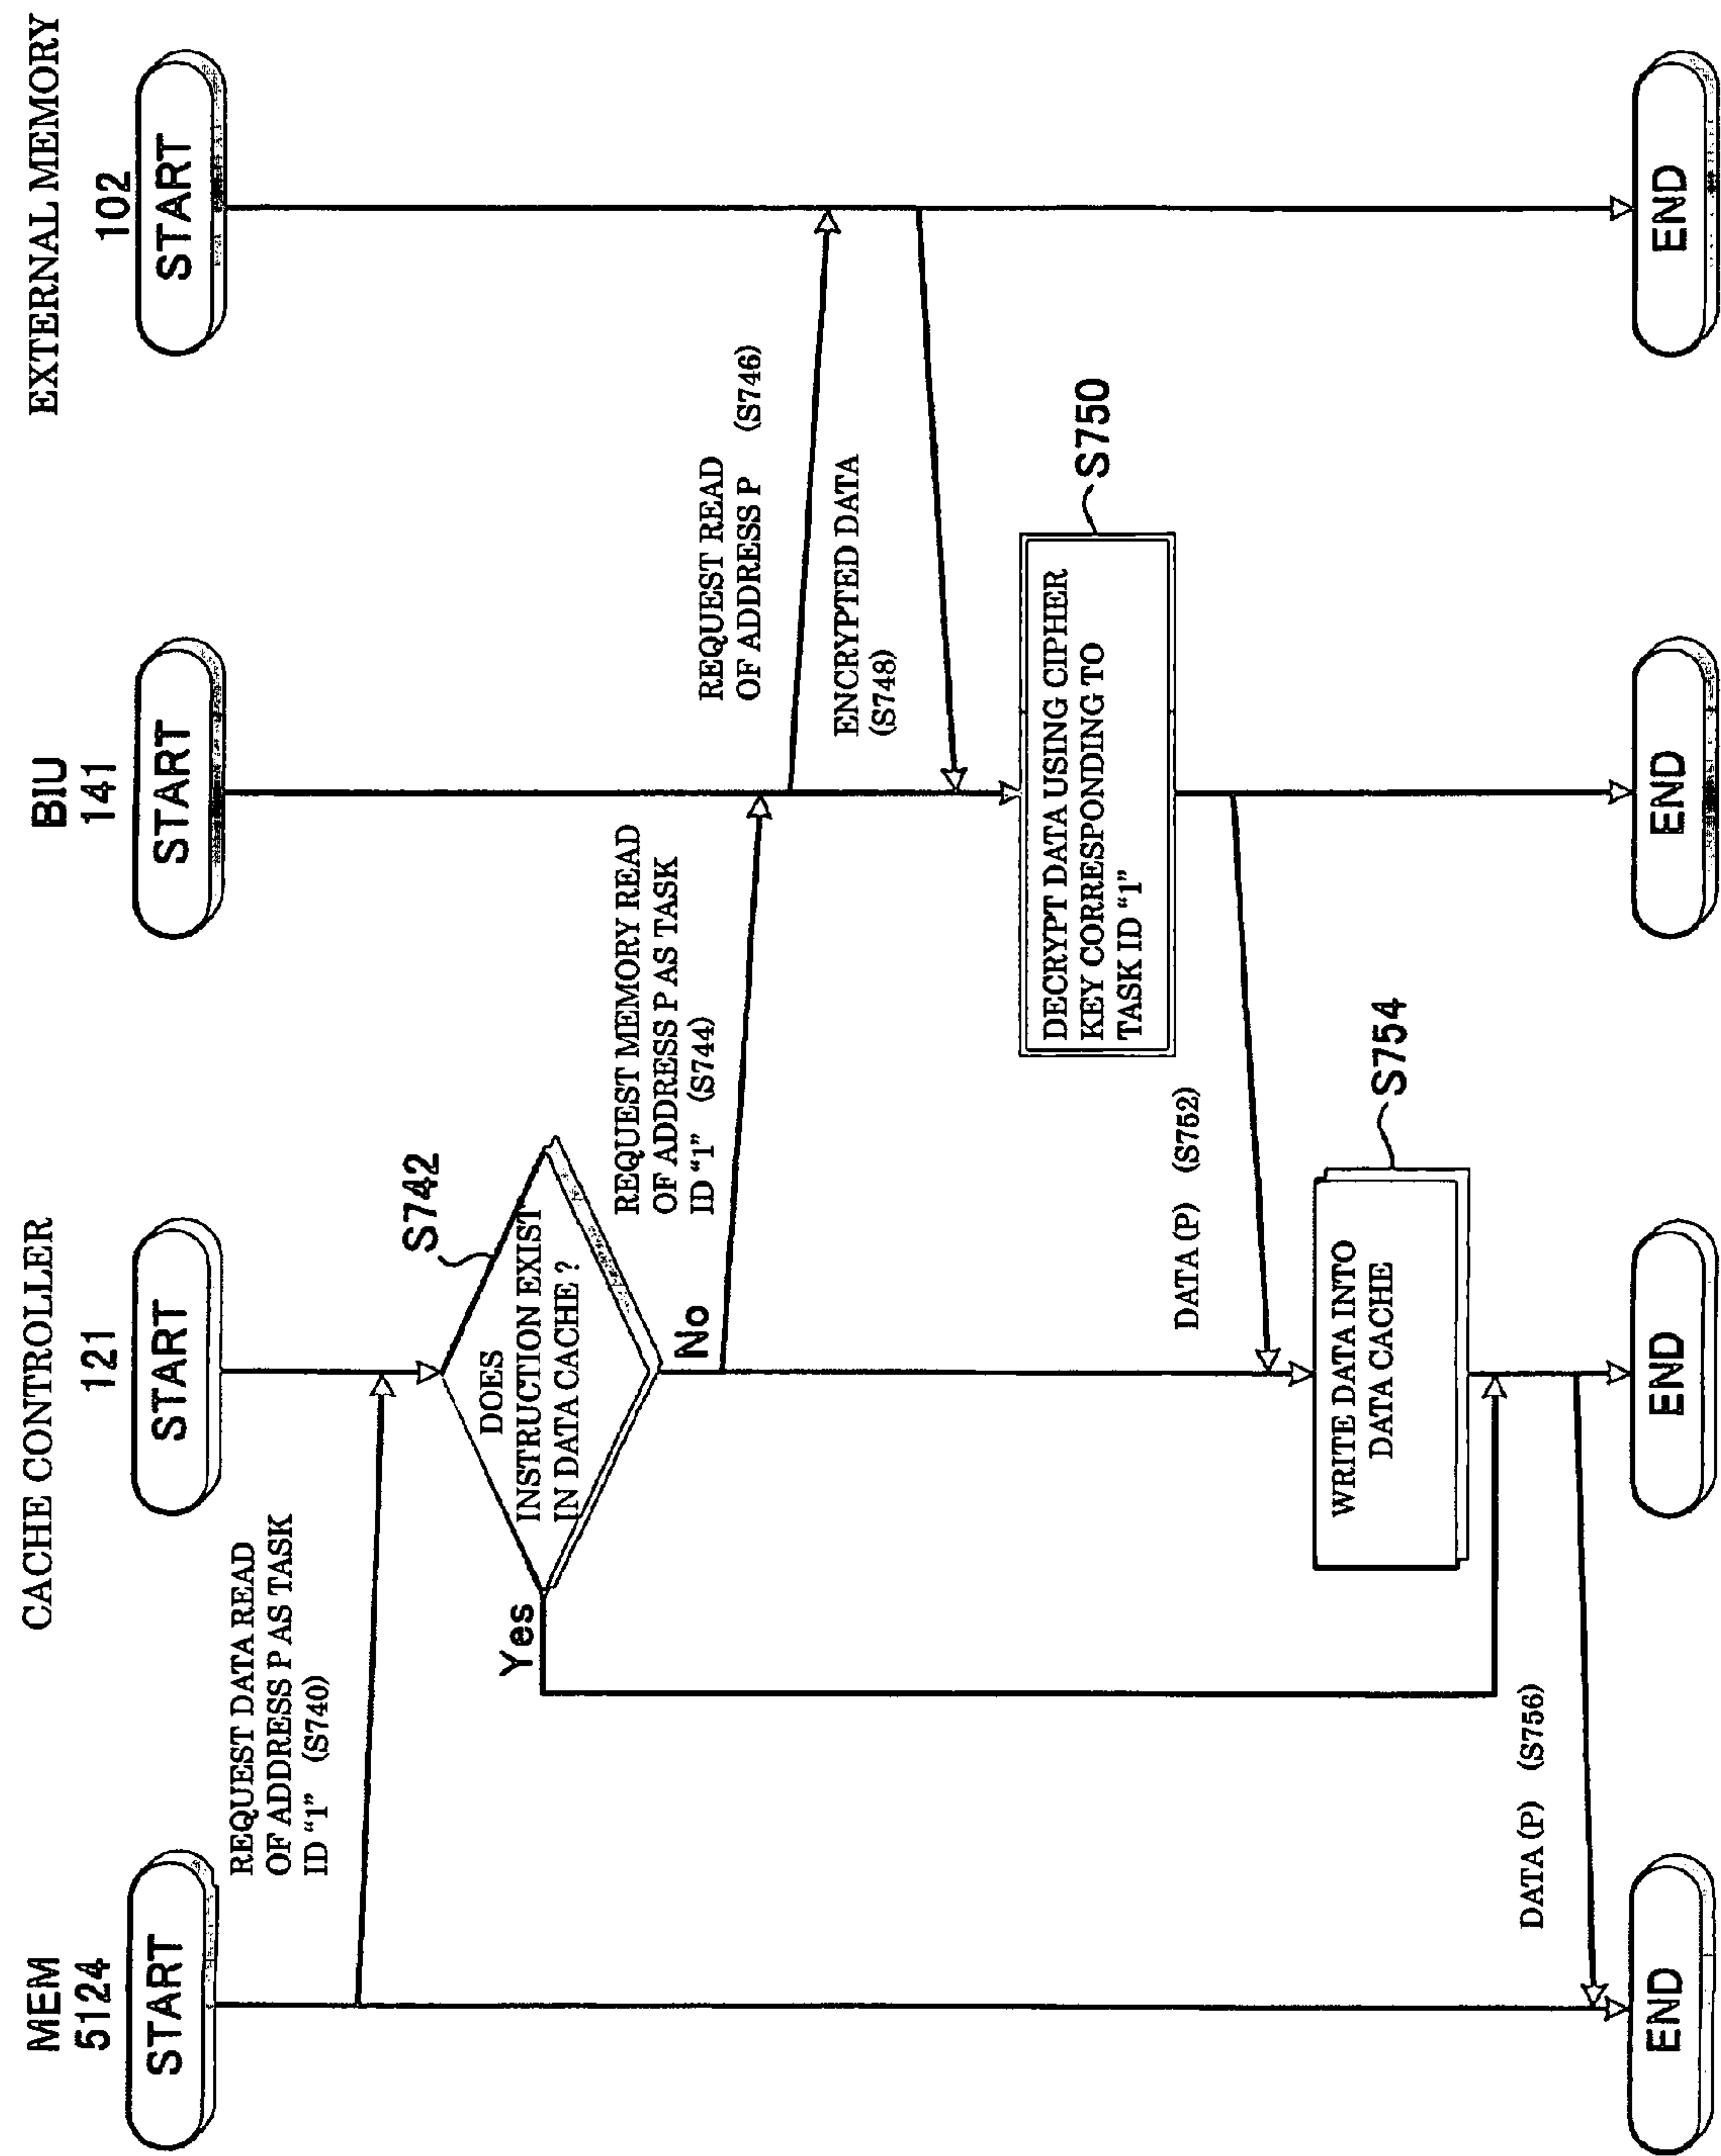 MEM
5124
CACHE CONTROLLER
121
BIU
141
EXTERNAL MEMORY
102
START
START
START
START
REQUEST DATA READ
OF ADDRESS P AS TASK
ID “1” (S740)
S742
DOES
INSTRUCTION EXIST
IN DATA CACHE ?
Yes
No
REQUEST MEMORY READ
OF ADDRESS P AS TASK
ID “1” (S744)
REQUEST READ
OF ADDRESS P (S746)
ENCRYPTED DATA
(S748)
S750
DECRYPT DATA USING CIPHER
KEY CORRESPONDING TO
TASK ID “1”
DATA (P) (S752)
S754
WRITE DATA INTO
DATA CACHE
DATA (P) (S756)
END
END
END
END